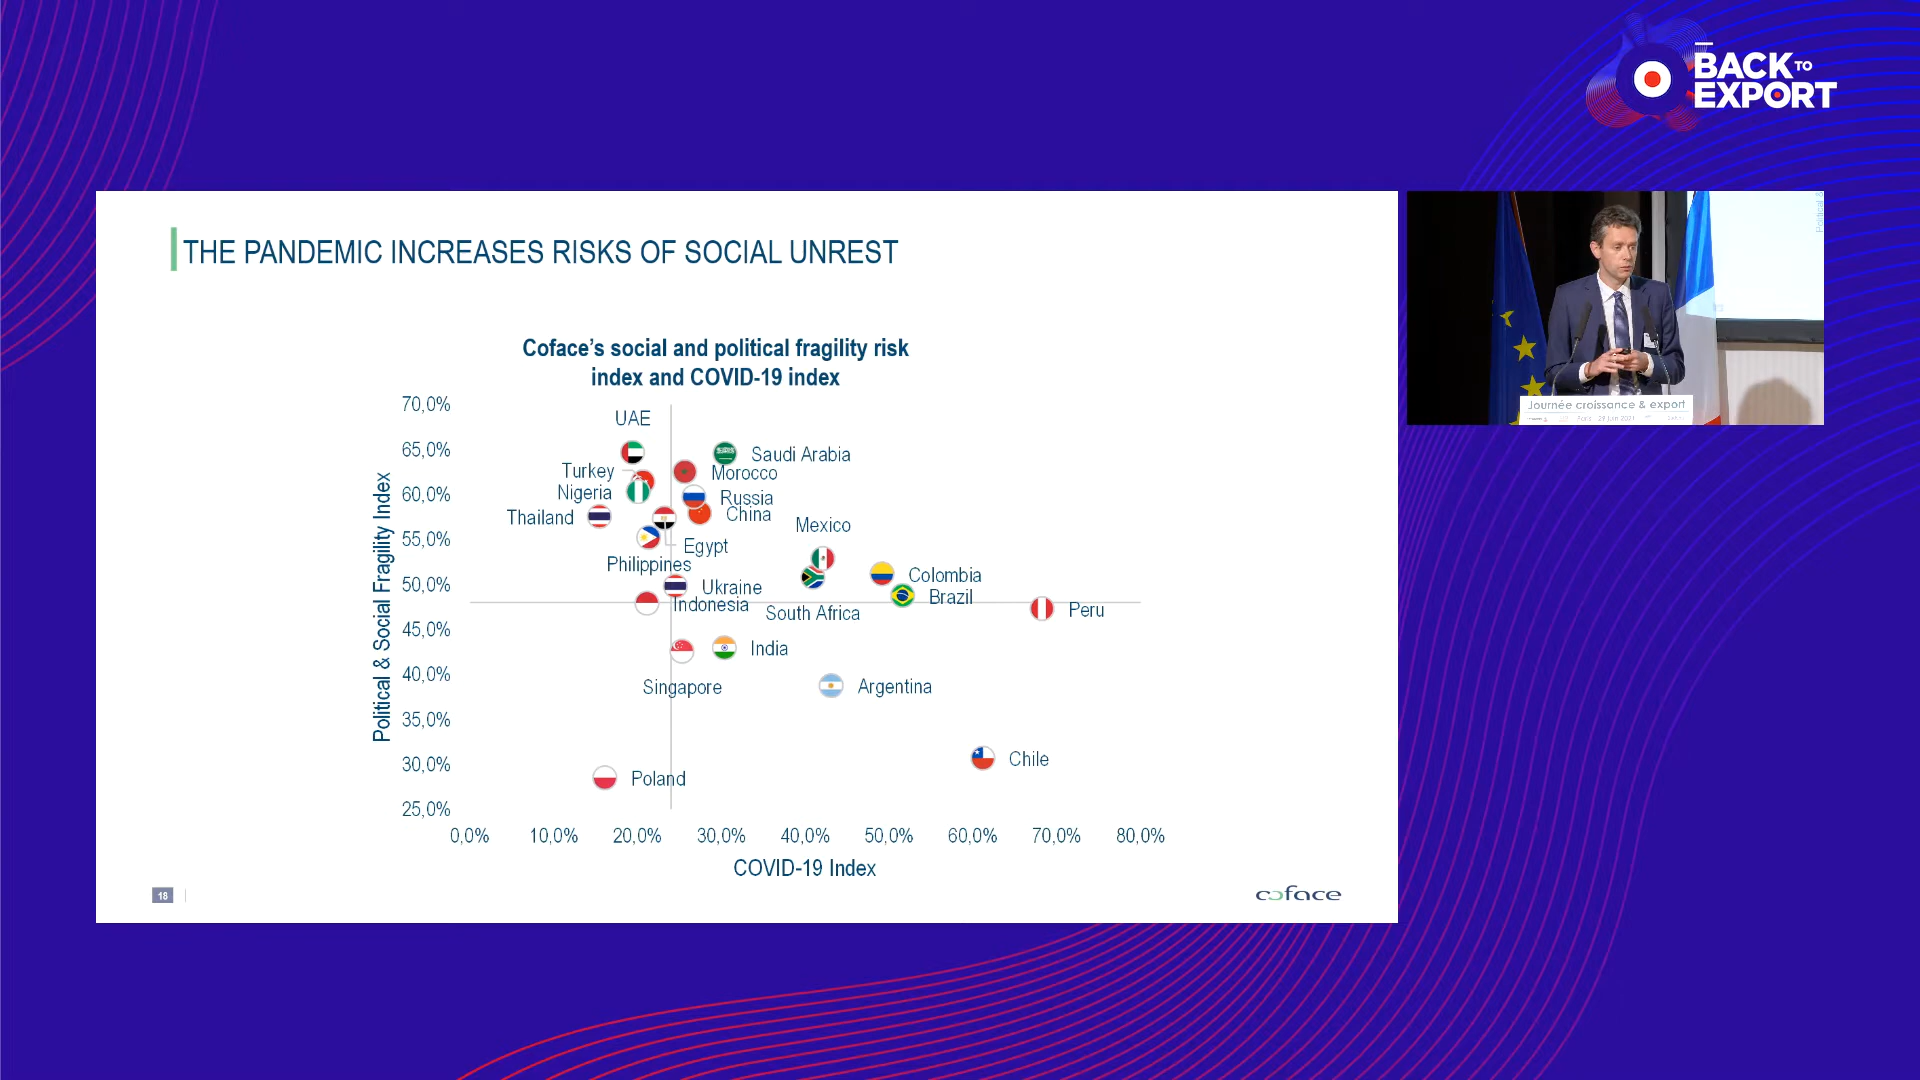 BACK TO
EXPORT
THE PANDEMIC INCREASES RISKS OF SOCIAL UNREST
Coface's social and political fragility risk
index and COVID-19 index
Political & Social Fragility Index
70,0%
65,0%
60,0%
55,0%
50,0%
45,0%
40,0%
35,0%
30,0%
25,0%
UAE
Saudi Arabia
Turkey
Morocco
Nigeria
Russia
Thailand
China
Mexico
Egypt
Philippines
Colombia
Ukraine
Brazil
Indonesia
South Africa
Peru
India
Singapore
Argentina
Chile
Poland
0,0% 10,0% 20,0% 30,0% 40,0% 50,0% 60,0% 70,0% 80,0%
COVID-19 Index
18
coface
Journée croissance & export